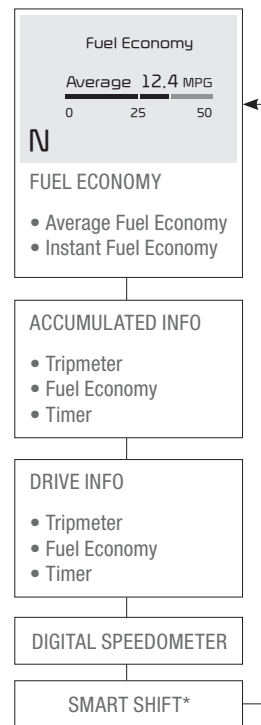 Fuel Economy
Average 12.4 MPG
0 25 50
N
FUEL ECONOMY
• Average Fuel Economy
• Instant Fuel Economy
ACCUMULATED INFO
• Tripmeter
• Fuel Economy
• Timer
DRIVE INFO
• Tripmeter
• Fuel Economy
• Timer
DIGITAL SPEEDOMETER
SMART SHIFT*